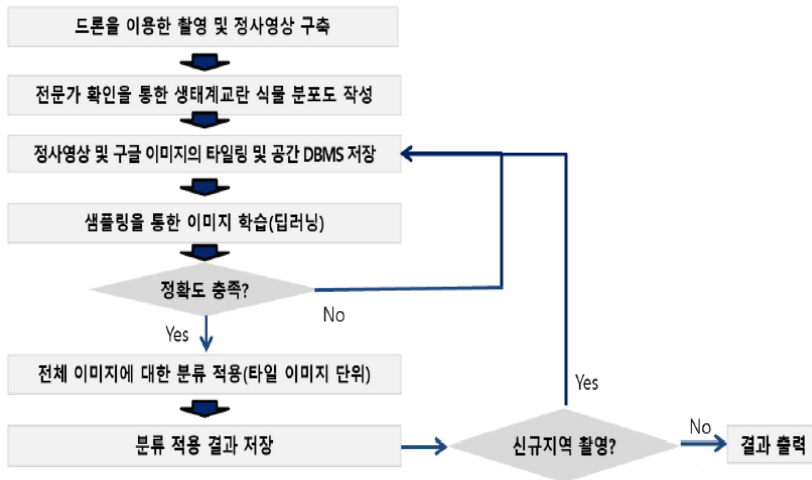 드론을 이용한 촬영 및 정사영상 구축
전문가 확인을 통한 생태계교란 식물 분포도 작성
정사영상 및 구글 이미지의 타일링 및 공간 DBMS 저장
샘플링을 통한 이미지 학습(딥러닝)
정확도 충족?
No
Yes
전체 이미지에 대한 분류 적용(타일 이미지 단위)
Yes
분류 적용 결과 저장
신규지역 촬영?
No
결과 출력